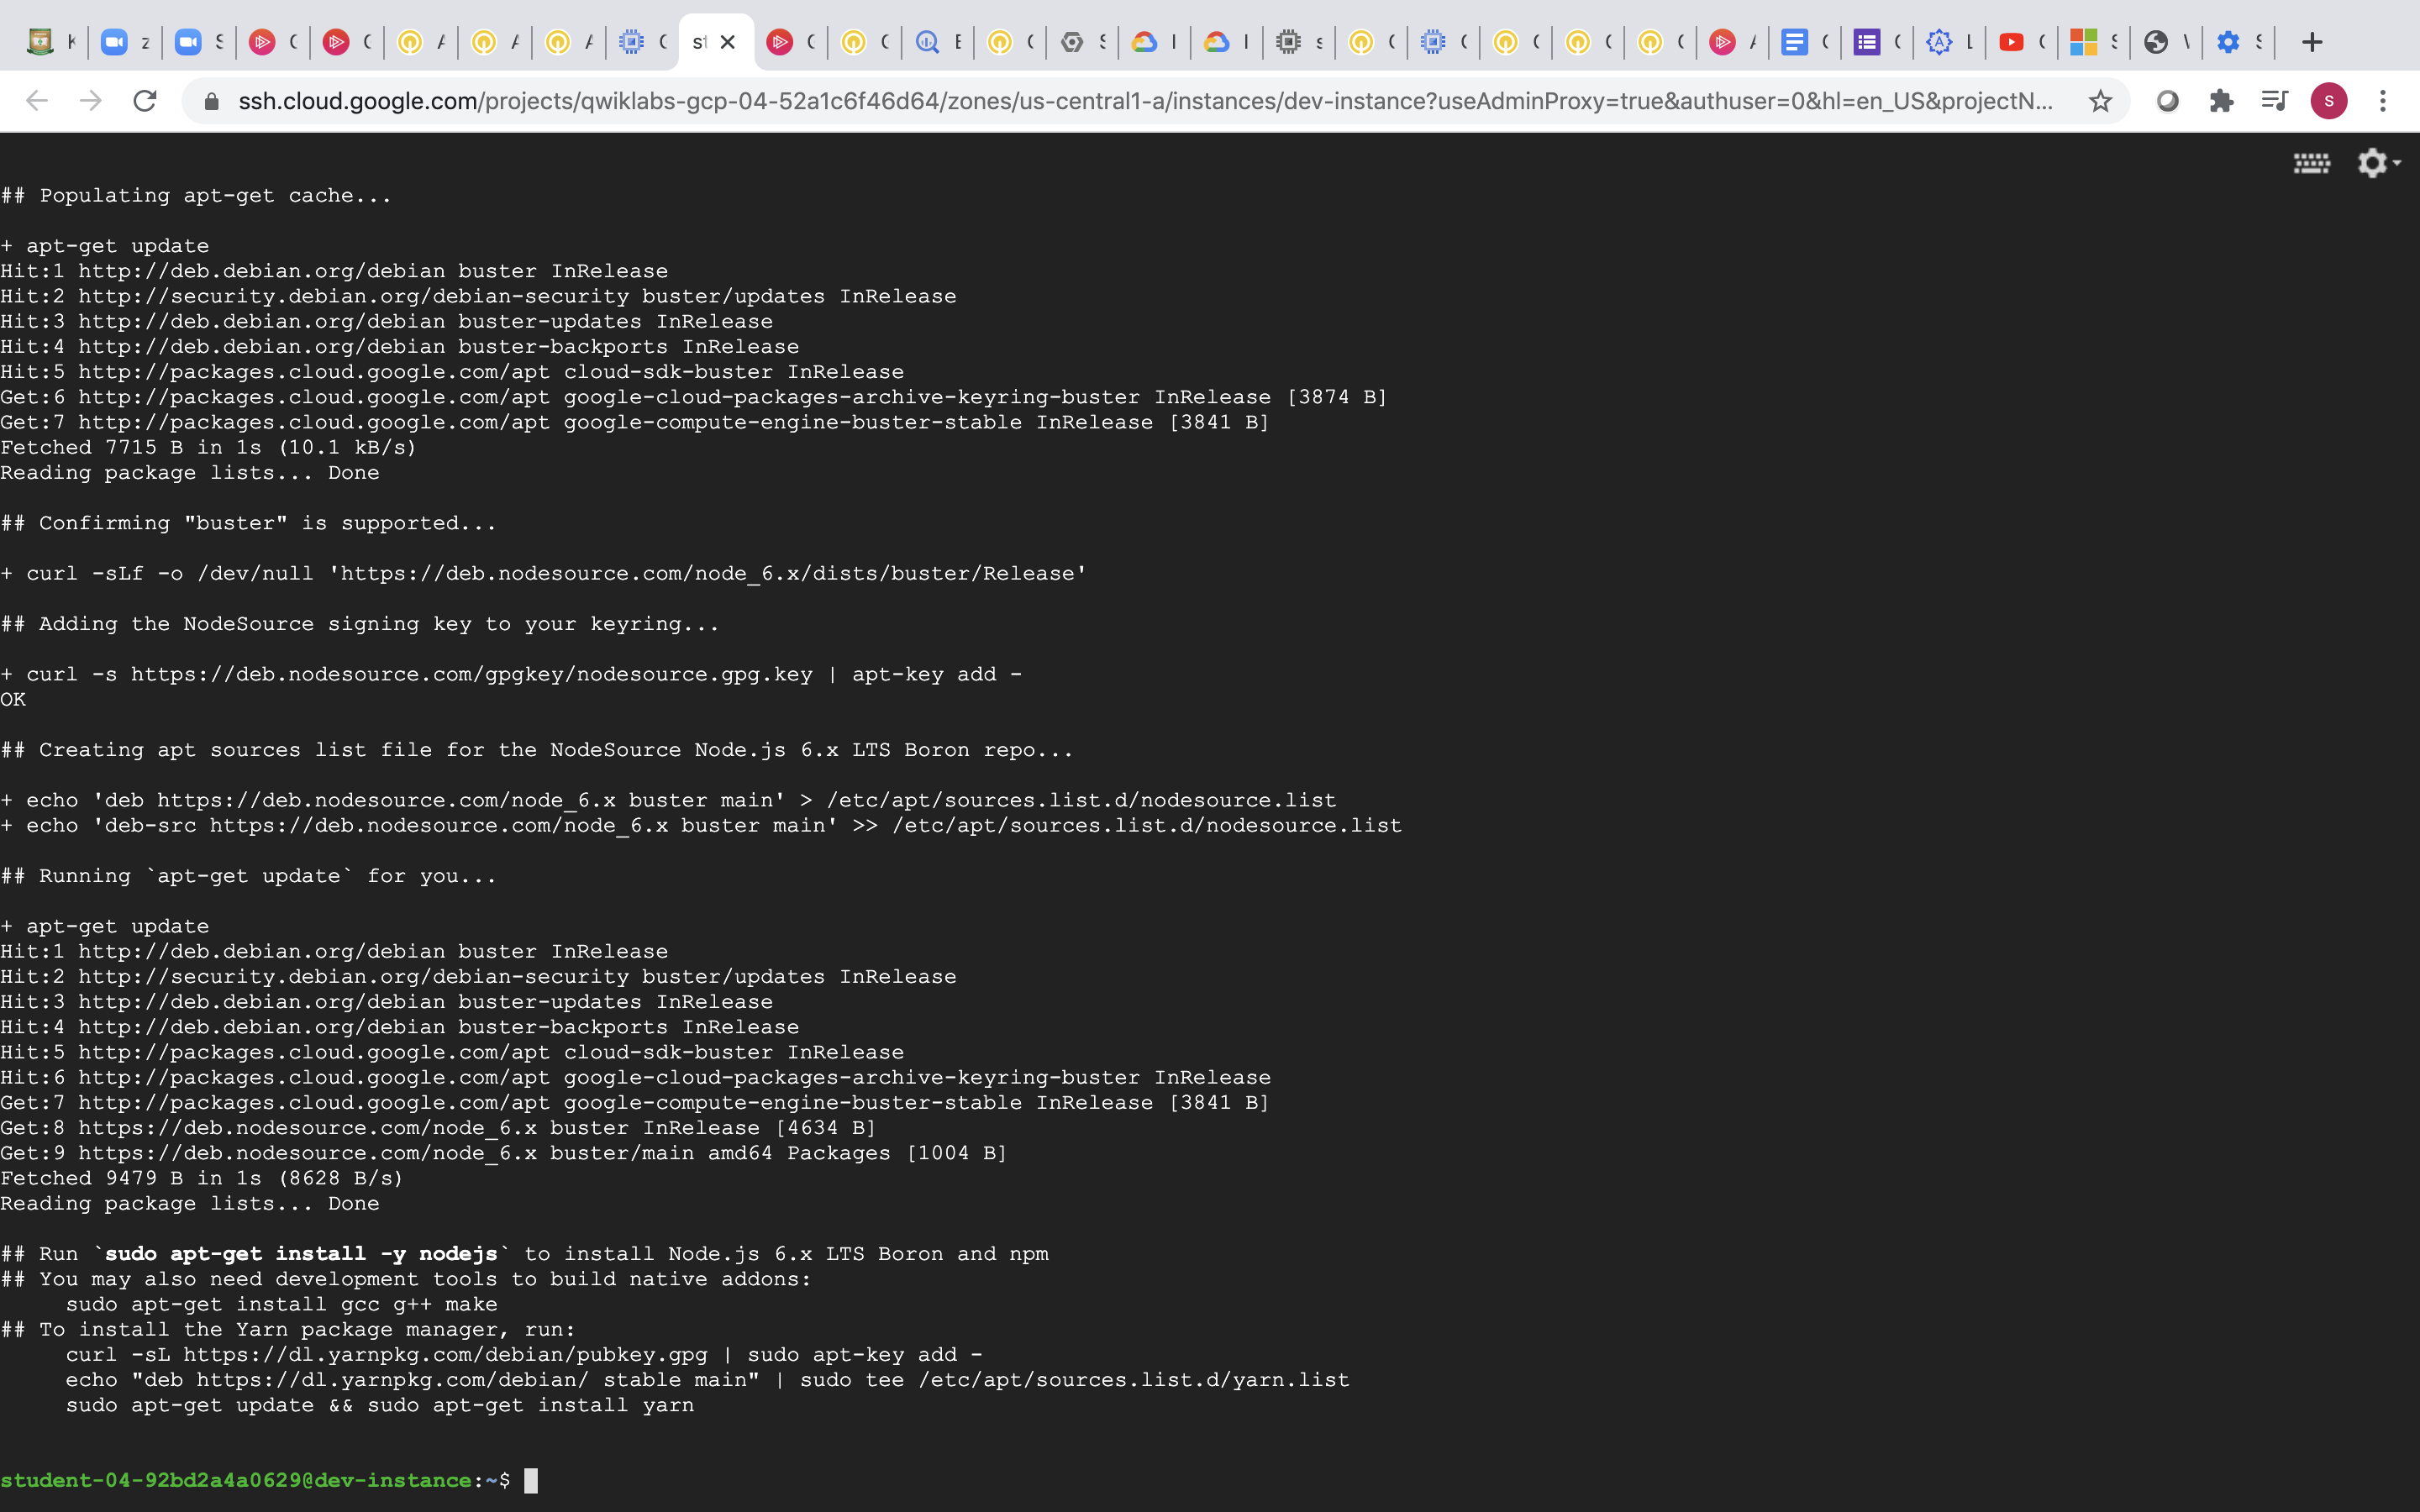 K
z
S
C
C
A
A
A
C
st
C
C
E
C
S
I
I
s
C
C
C
C
C
A
C
C
L
C
S
V
S
ssh.cloud.google.com/projects/qwiklabs-gcp-04-52a1c6f46d64/zones/us-central1-a/instances/dev-instance?useAdminProxy=true&authuser=0&hl=en_US&projectN...
S
## Populating apt-get cache...
+ apt-get update
Hit:1 http://deb.debian.org/debian buster InRelease
Hit:2 http://security.debian.org/debian-security buster/updates InRelease
Hit:3 http://deb.debian.org/debian buster-updates InRelease
Hit:4 http://deb.debian.org/debian buster-backports InRelease
Hit:5 http://packages.cloud.google.com/apt cloud-sdk-buster InRelease
Get:6 http://packages.cloud.google.com/apt google-cloud-packages-archive-keyring-buster InRelease [3874 B]
Get:7 http://packages.cloud.google.com/apt google-compute-engine-buster-stable InRelease [3841 B]
Fetched 7715 B in 1s (10.1 kB/s)
Reading package lists... Done
## Confirming "buster" is supported...
+ curl -sLf -o /dev/null 'https://deb.nodesource.com/node_6.x/dists/buster/Release'
## Adding the NodeSource signing key to your keyring...
+ curl -s https://deb.nodesource.com/gpgkey/nodesource.gpg.key | apt-key add -
OK
## Creating apt sources list file for the NodeSource Node.js 6.x LTS Boron repo...
+ echo 'deb https://deb.nodesource.com/node_6.x buster main' > /etc/apt/sources.list.d/nodesource.list
+ echo 'deb-src https://deb.nodesource.com/node_6.x buster main' >> /etc/apt/sources.list.d/nodesource.list
## Running `apt-get update` for you...
+ apt-get update
Hit:1 http://deb.debian.org/debian buster InRelease
Hit:2 http://security.debian.org/debian-security buster/updates InRelease
Hit:3 http://deb.debian.org/debian buster-updates InRelease
Hit:4 http://deb.debian.org/debian buster-backports InRelease
Hit:5 http://packages.cloud.google.com/apt cloud-sdk-buster InRelease
Hit:6 http://packages.cloud.google.com/apt google-cloud-packages-archive-keyring-buster InRelease
Get:7 http://packages.cloud.google.com/apt google-compute-engine-buster-stable InRelease [3841 B]
Get:8 https://deb.nodesource.com/node_6.x buster InRelease [4634 B]
Get:9 https://deb.nodesource.com/node_6.x buster/main amd64 Packages [1004 B]
Fetched 9479 B in 1s (8628 B/s)
Reading package lists... Done
## Run `sudo apt-get install -y nodejs` to install Node.js 6.x LTS Boron and npm
## You may also need development tools to build native addons:
sudo apt-get install gcc g++ make
## To install the Yarn package manager, run:
curl -sL https://dl.yarnpkg.com/debian/pubkey.gpg | sudo apt-key add -
echo "deb https://dl.yarnpkg.com/debian/ stable main" | sudo tee /etc/apt/sources.list.d/yarn.list
sudo apt-get update && sudo apt-get install yarn
student-04-92bd2a4a0629@dev-instance:~$